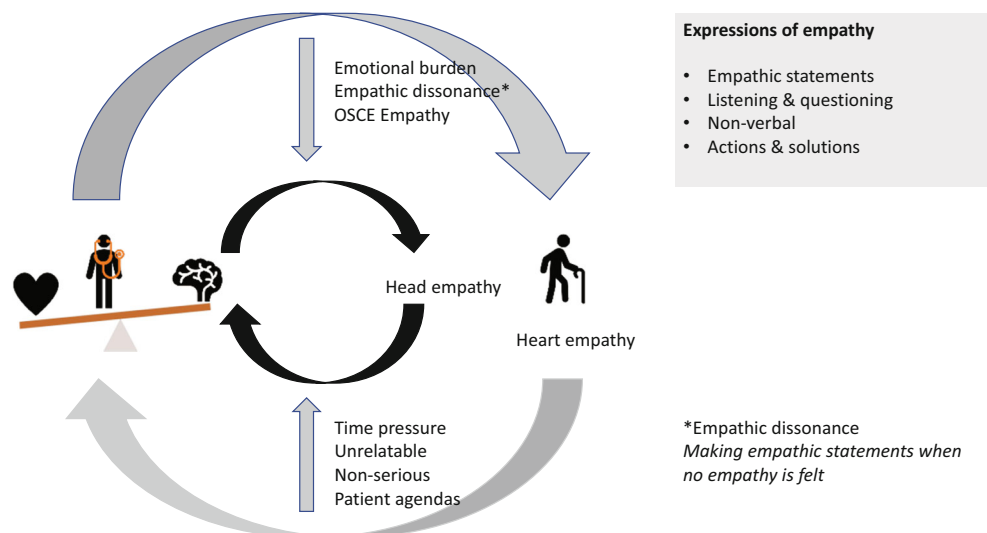 Emotional burden
Empathic dissonance*
OSCE Empathy
Head empathy
Heart empathy
Time pressure
Unrelatable
Non-serious
Patient agendas
Expressions of empathy
• Empathic statements
• Listening & questioning
• Non-verbal
• Actions & solutions
*Empathic dissonance
Making empathic statements when
no empathy is felt